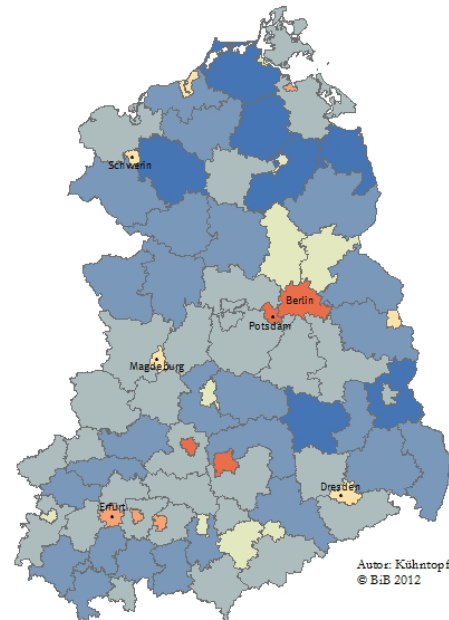 Schwerin
Berlin
Potsdam
Magdeburg
Dresden
Erfurt
Autor: Kühntopf
© BiB 2012